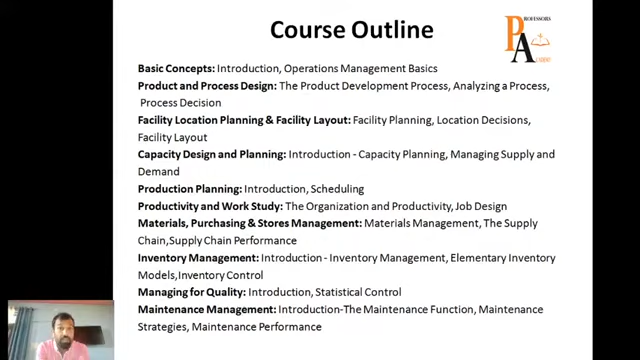 Course Outline
PROFESSORS
ACADEMY
Basic Concepts: Introduction, Operations Management Basics
Product and Process Design: The Product Development Process, Analyzing a Process,
Process Decision
Facility Location Planning & Facility Layout: Facility Planning, Location Decisions,
Facility Layout
Capacity Design and Planning: Introduction - Capacity Planning, Managing Supply and
Demand
Production Planning: Introduction, Scheduling
Productivity and Work Study: The Organization and Productivity, Job Design
Materials, Purchasing & Stores Management: Materials Management, The Supply
Chain,Supply Chain Performance
Inventory Management: Introduction - Inventory Management, Elementary Inventory
Models,Inventory Control
Managing for Quality: Introduction, Statistical Control
Maintenance Management: Introduction-The Maintenance Function, Maintenance
Strategies, Maintenance Performance